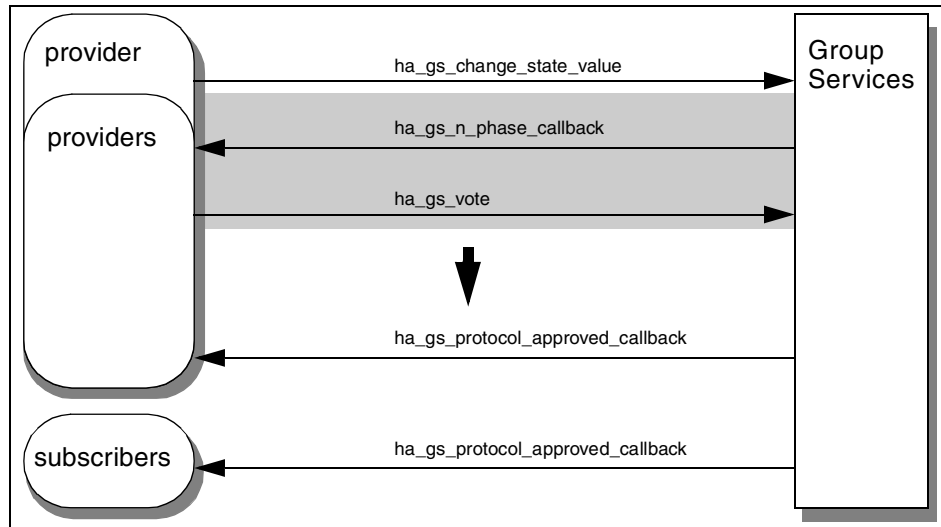 provider
ha_gs_change_state_value
Group
Services
providers
ha_gs_n_phase_callback
ha_gs_vote
ha_gs_protocol_approved_callback
subscribers
ha_gs_protocol_approved_callback